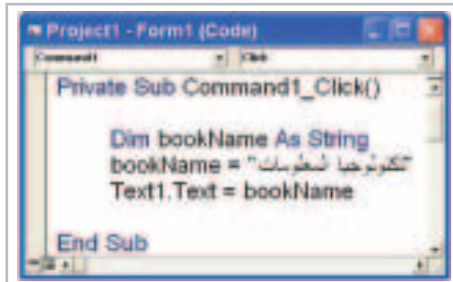 Project1 - Form1 (Code)
Command1 Click
Private Sub Command1_Click()
Dim bookName As String
bookName = "تكنولوجيا المعلومات"
Text1.Text = bookName
End Sub